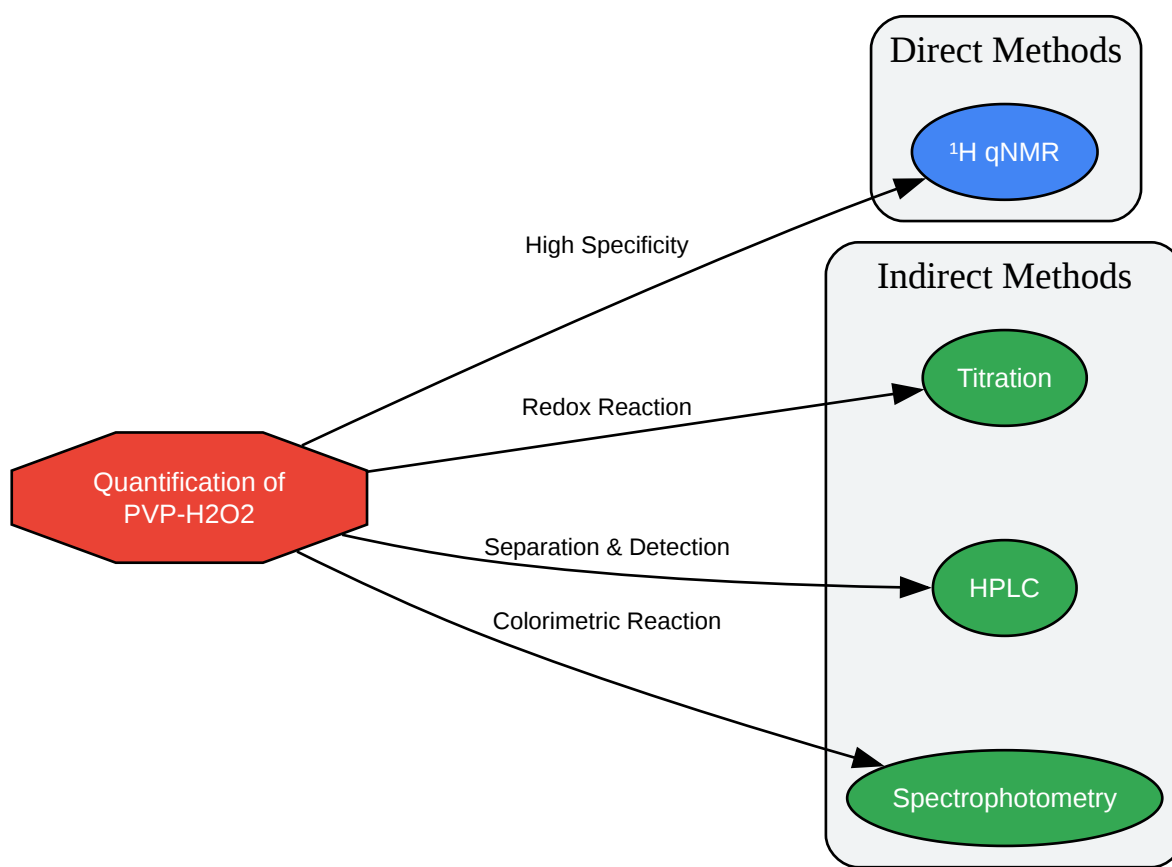 Direct Methods
¹H qNMR
High Specificity
Indirect Methods
Titration
Redox Reaction
Quantification of
PVP-H2O2
Separation & Detection
HPLC
Colorimetric Reaction
Spectrophotometry